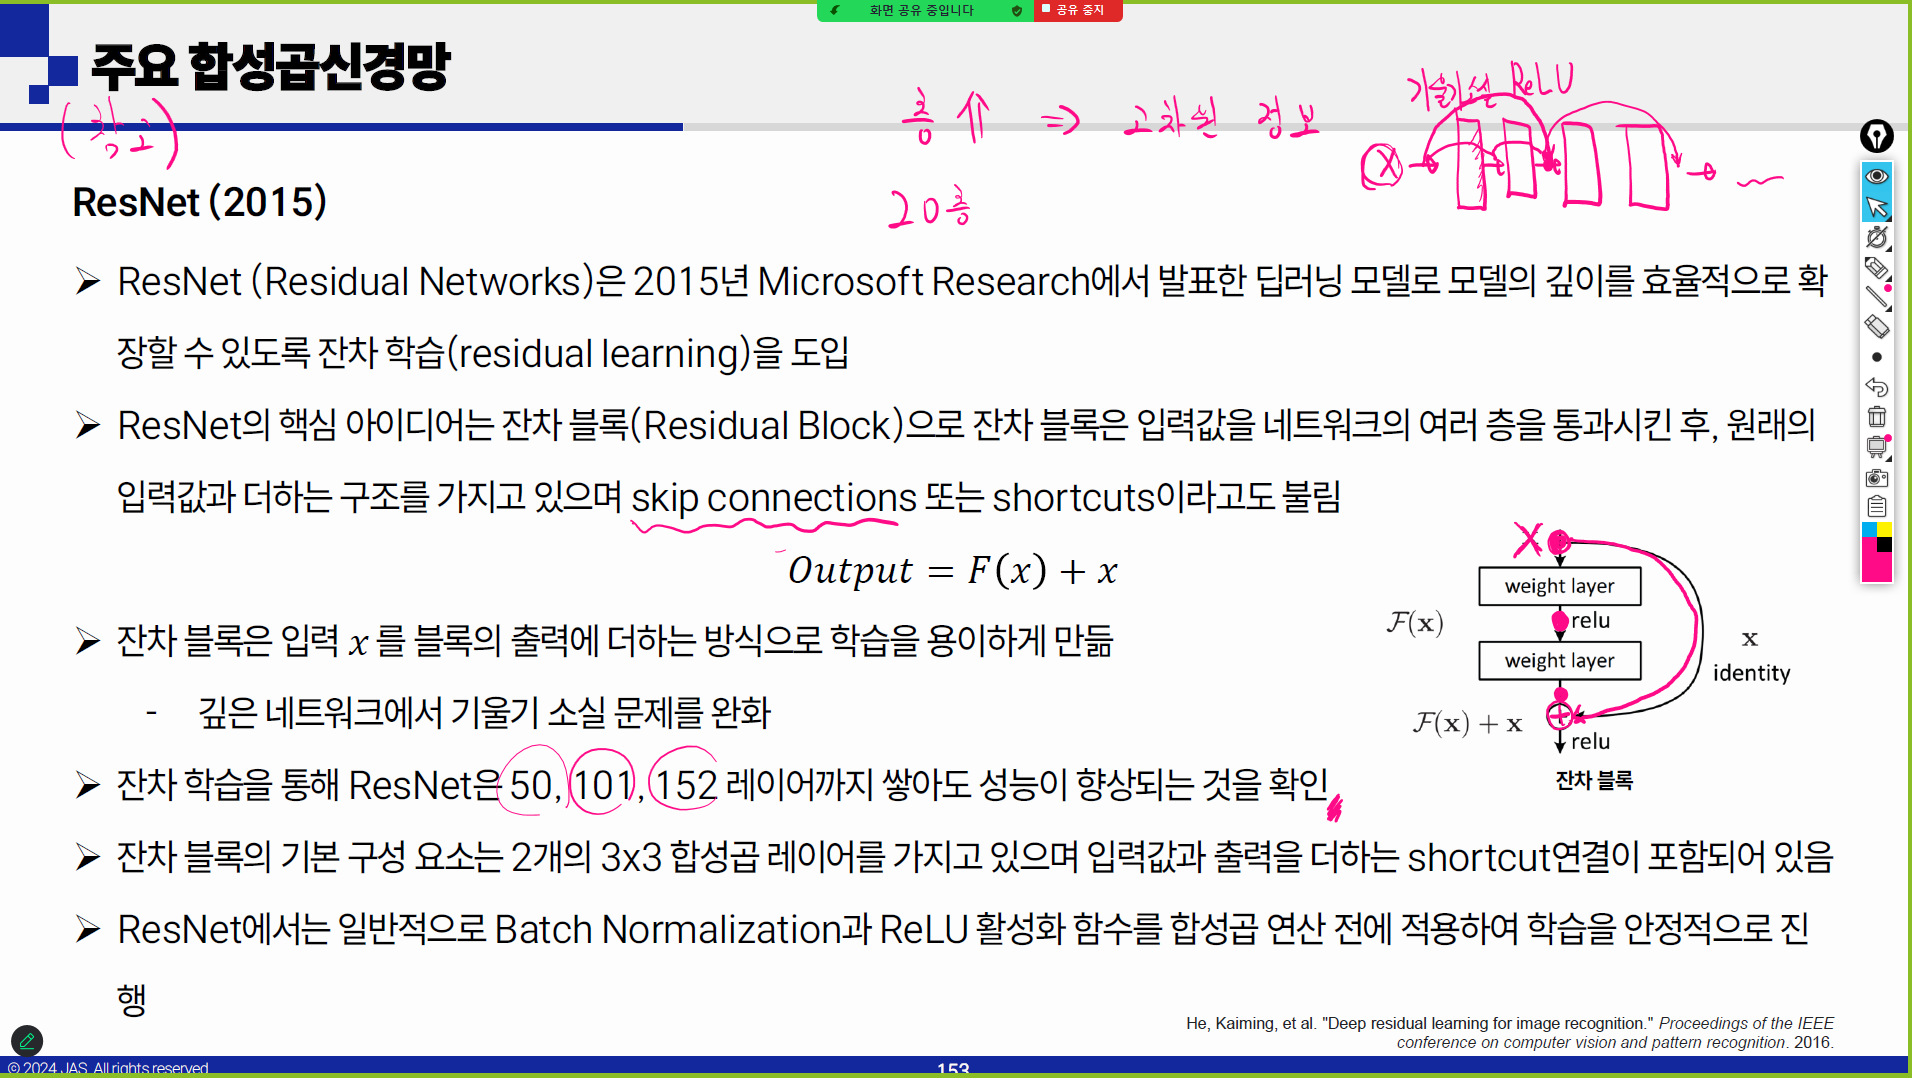 화면 공유 중입니다
공유 중지
주요 합성곱신경망
(참고)
층 ⇑ ⇒ 고차원 정보
기울기소실 ReLU
X
20층
ResNet (2015)
➢ ResNet (Residual Networks)은 2015년 Microsoft Research에서 발표한 딥러닝 모델로 모델의 깊이를 효율적으로 확
장할 수 있도록 잔차 학습(residual learning)을 도입
➢ ResNet의 핵심 아이디어는 잔차 블록(Residual Block)으로 잔차 블록은 입력값을 네트워크의 여러 층을 통과시킨 후, 원래의
입력값과 더하는 구조를 가지고 있으며 skip connections 또는 shortcuts이라고도 불림
Output = F(x) + x
➢ 잔차 블록은 입력 x 를 블록의 출력에 더하는 방식으로 학습을 용이하게 만듦
- 깊은 네트워크에서 기울기 소실 문제를 완화
➢ 잔차 학습을 통해 ResNet은 50, 101, 152 레이어까지 쌓아도 성능이 향상되는 것을 확인
➢ 잔차 블록의 기본 구성 요소는 2개의 3x3 합성곱 레이어를 가지고 있으며 입력값과 출력을 더하는 shortcut연결이 포함되어 있음
➢ ResNet에서는 일반적으로 Batch Normalization과 ReLU 활성화 함수를 합성곱 연산 전에 적용하여 학습을 안정적으로 진
행
X
weight layer
F(x)
relu
weight layer
x
identity
F(x) + x
relu
잔차 블록
He, Kaiming, et al. "Deep residual learning for image recognition." Proceedings of the IEEE
conference on computer vision and pattern recognition. 2016.
© 2024 JAS. All rights reserved
153